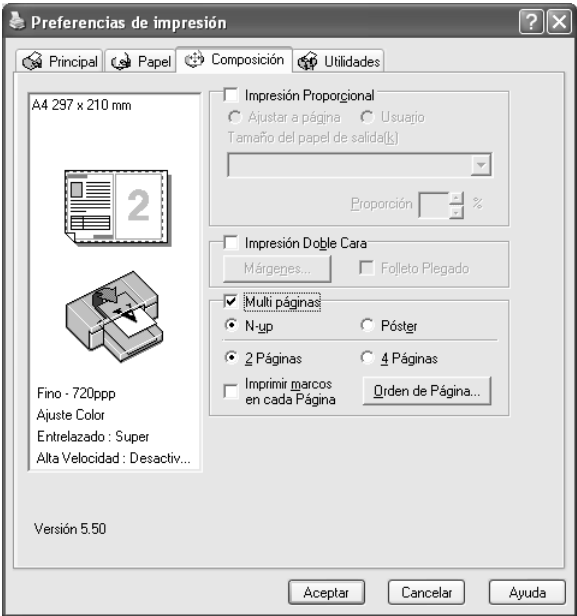 Preferencias de impresión
Principal
Papel
Composición
Utilidades
A4 297 x 210 mm
2
Fino - 720ppp
Ajuste Color
Entrelazado : Super
Alta Velocidad : Desactiv...
Versión 5.50
Impresión Proporcional
Ajustar a página
Usuario
Tamaño del papel de salida(k)
Proporción
%
Impresión Doble Cara
Márgenes...
Folleto Plegado
Multi páginas
N-up
Póster
2 Páginas
4 Páginas
Imprimir marcos
en cada Página
Orden de Página...
Aceptar
Cancelar
Ayuda